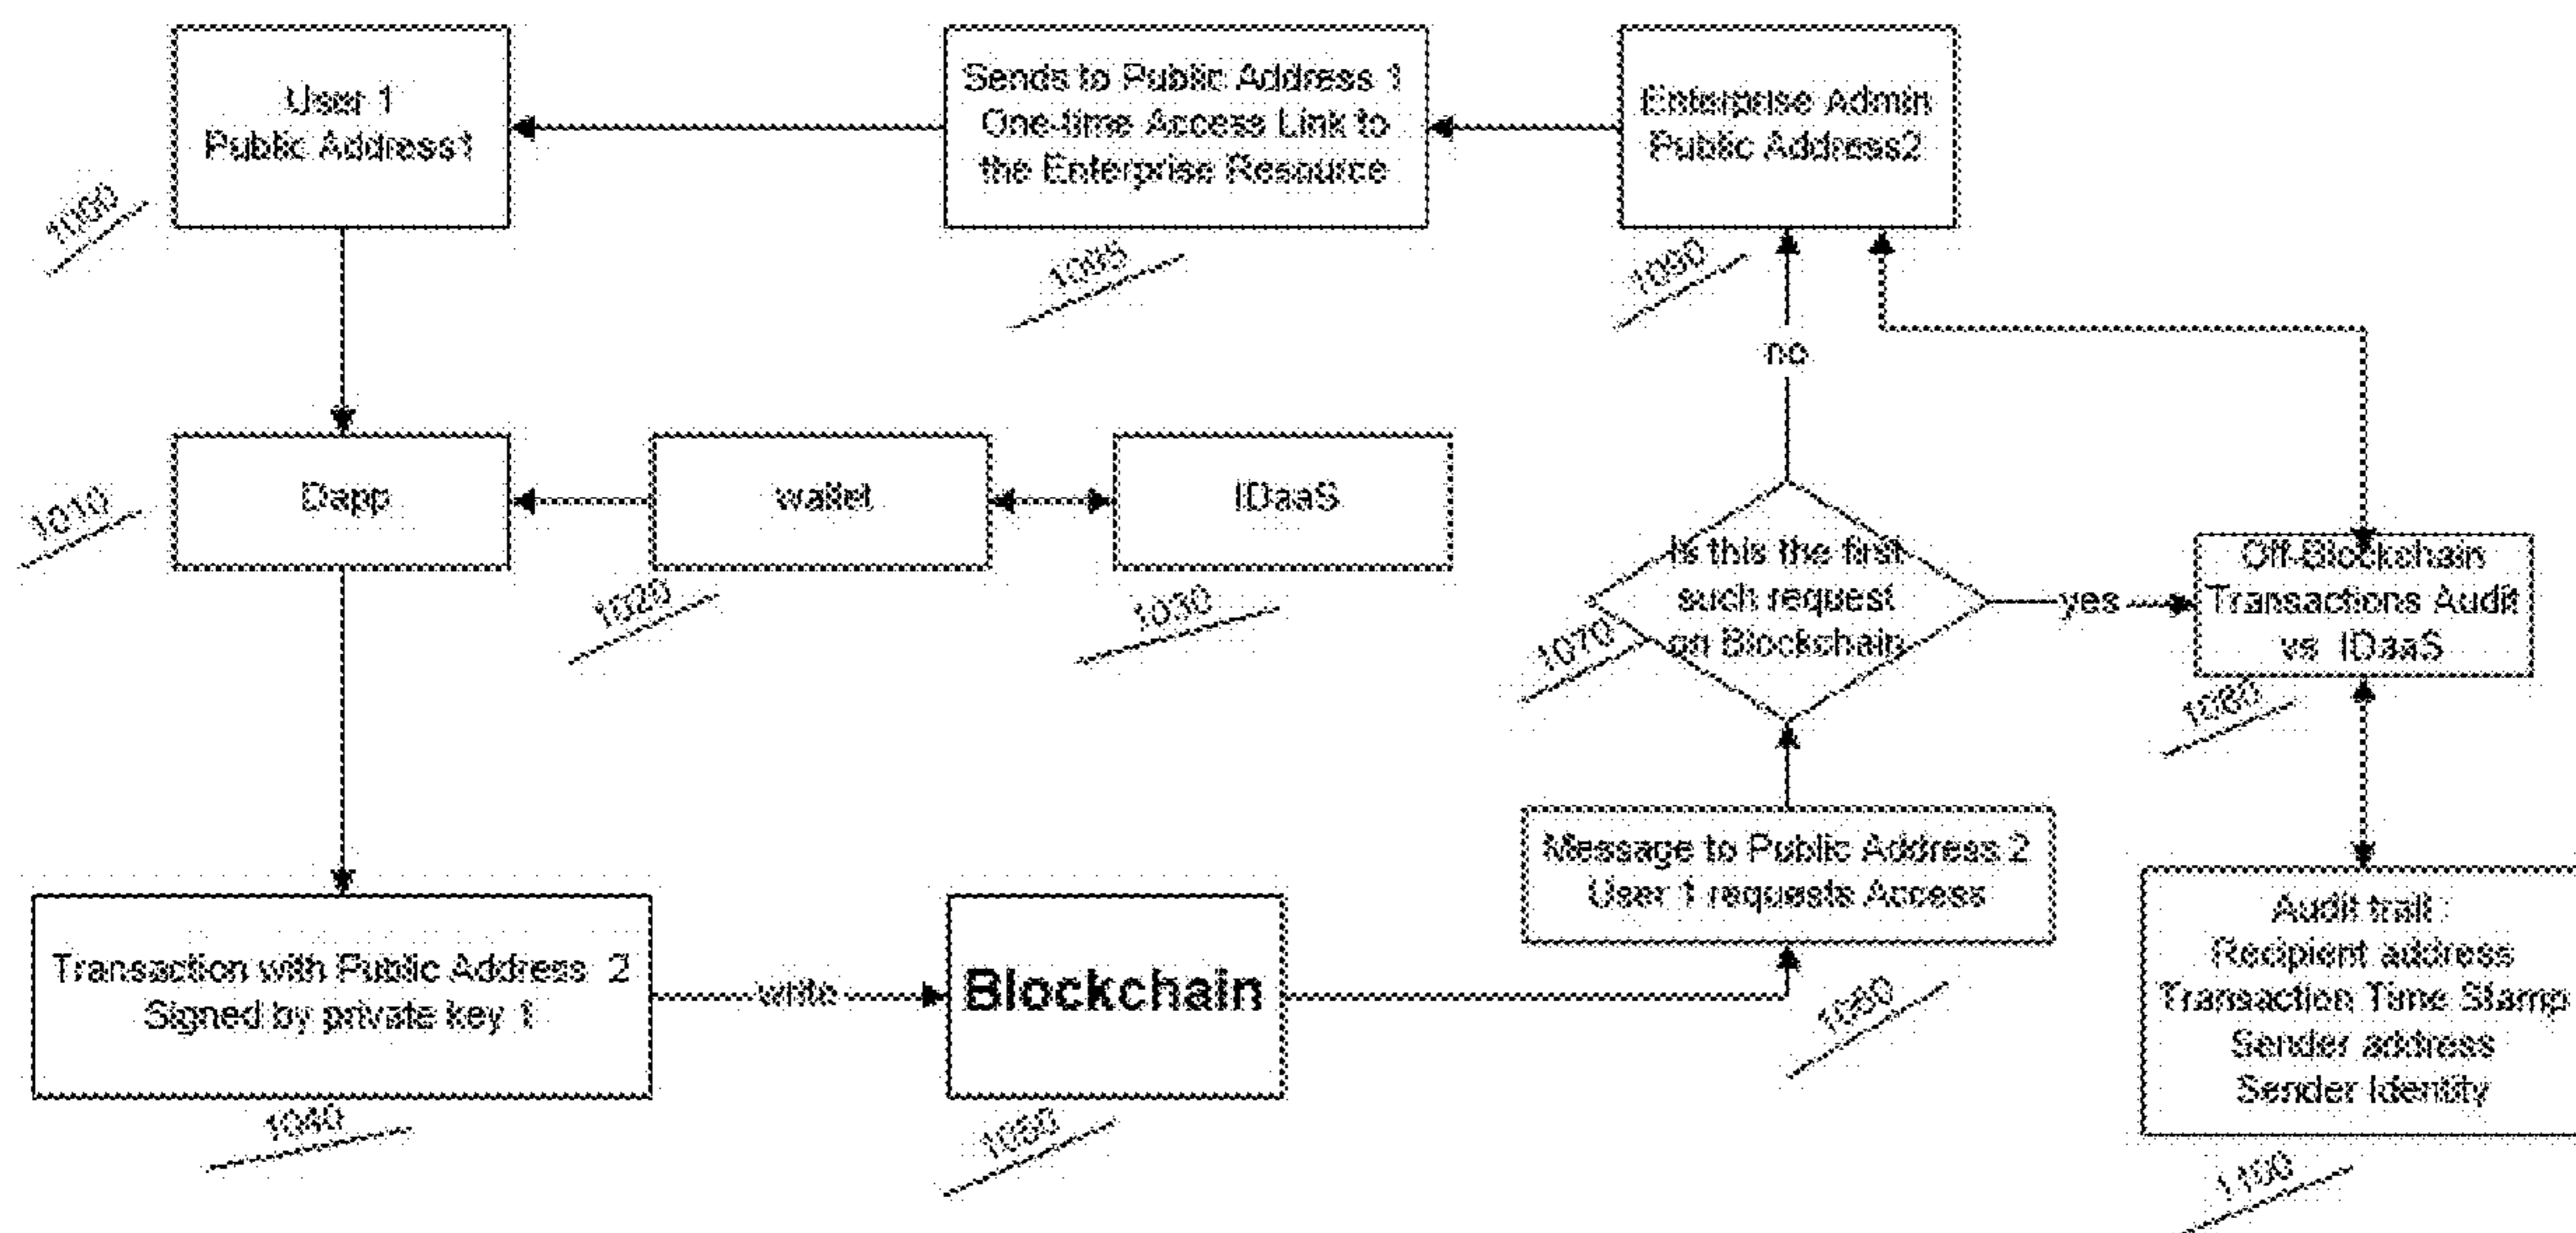 User 1
Public Address1
1000
Sends to Public Address 1
One-time Access Link to
the Enterprise Resource
1095
Enterprise Admin
Public Address2
1090
no
Dapp
1010
wallet
1020
IDaaS
1030
Is this the first
such request
on Blockchain
1070
yes
Off-Blockchain
Transactions Audit
vs IDaaS
1080
Message to Public Address 2
User 1 requests Access
1060
Transaction with Public Address 2
Signed by private key 1
1040
write
Blockchain
1050
Audit trail :
Recipient address
Transaction Time Stamp
Sender address
Sender Identity
1100